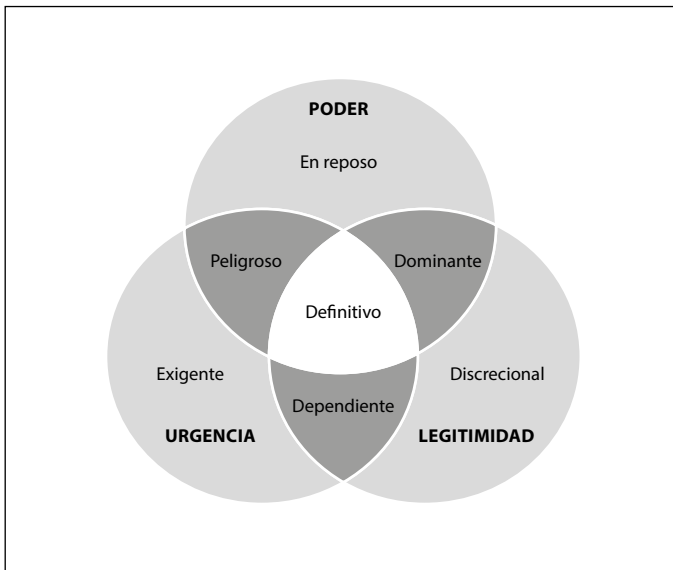 PODER
En reposo
Peligroso
Dominante
Definitivo
Exigente
Discrecional
Dependiente
URGENCIA
LEGITIMIDAD